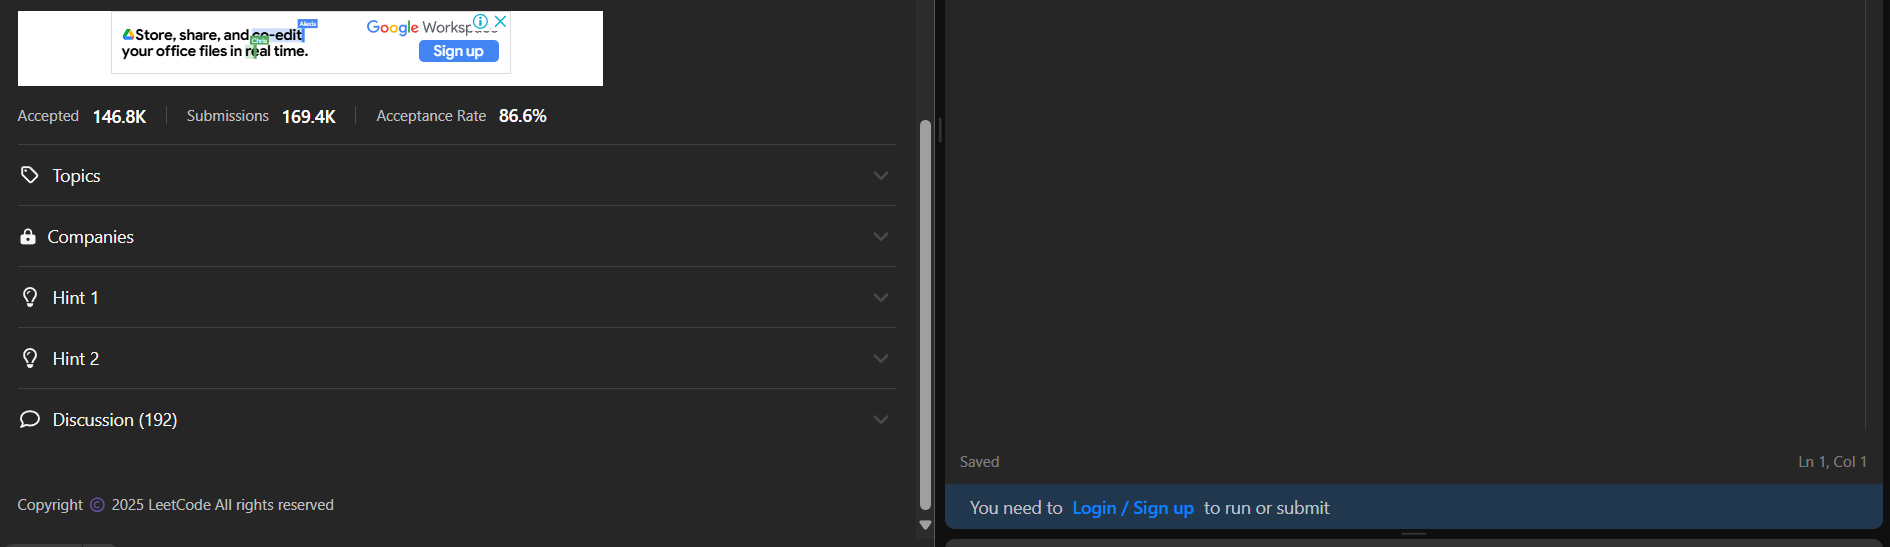 Store, share, and co-edit
your office files in real time.
Alexis
Chris
Google Workspace
Sign up
Accepted 146.8K Submissions 169.4K Acceptance Rate 86.6%
Topics
Companies
Hint 1
Hint 2
Discussion (192)
Copyright © 2025 LeetCode All rights reserved
Saved Ln 1, Col 1
You need to Login / Sign up to run or submit